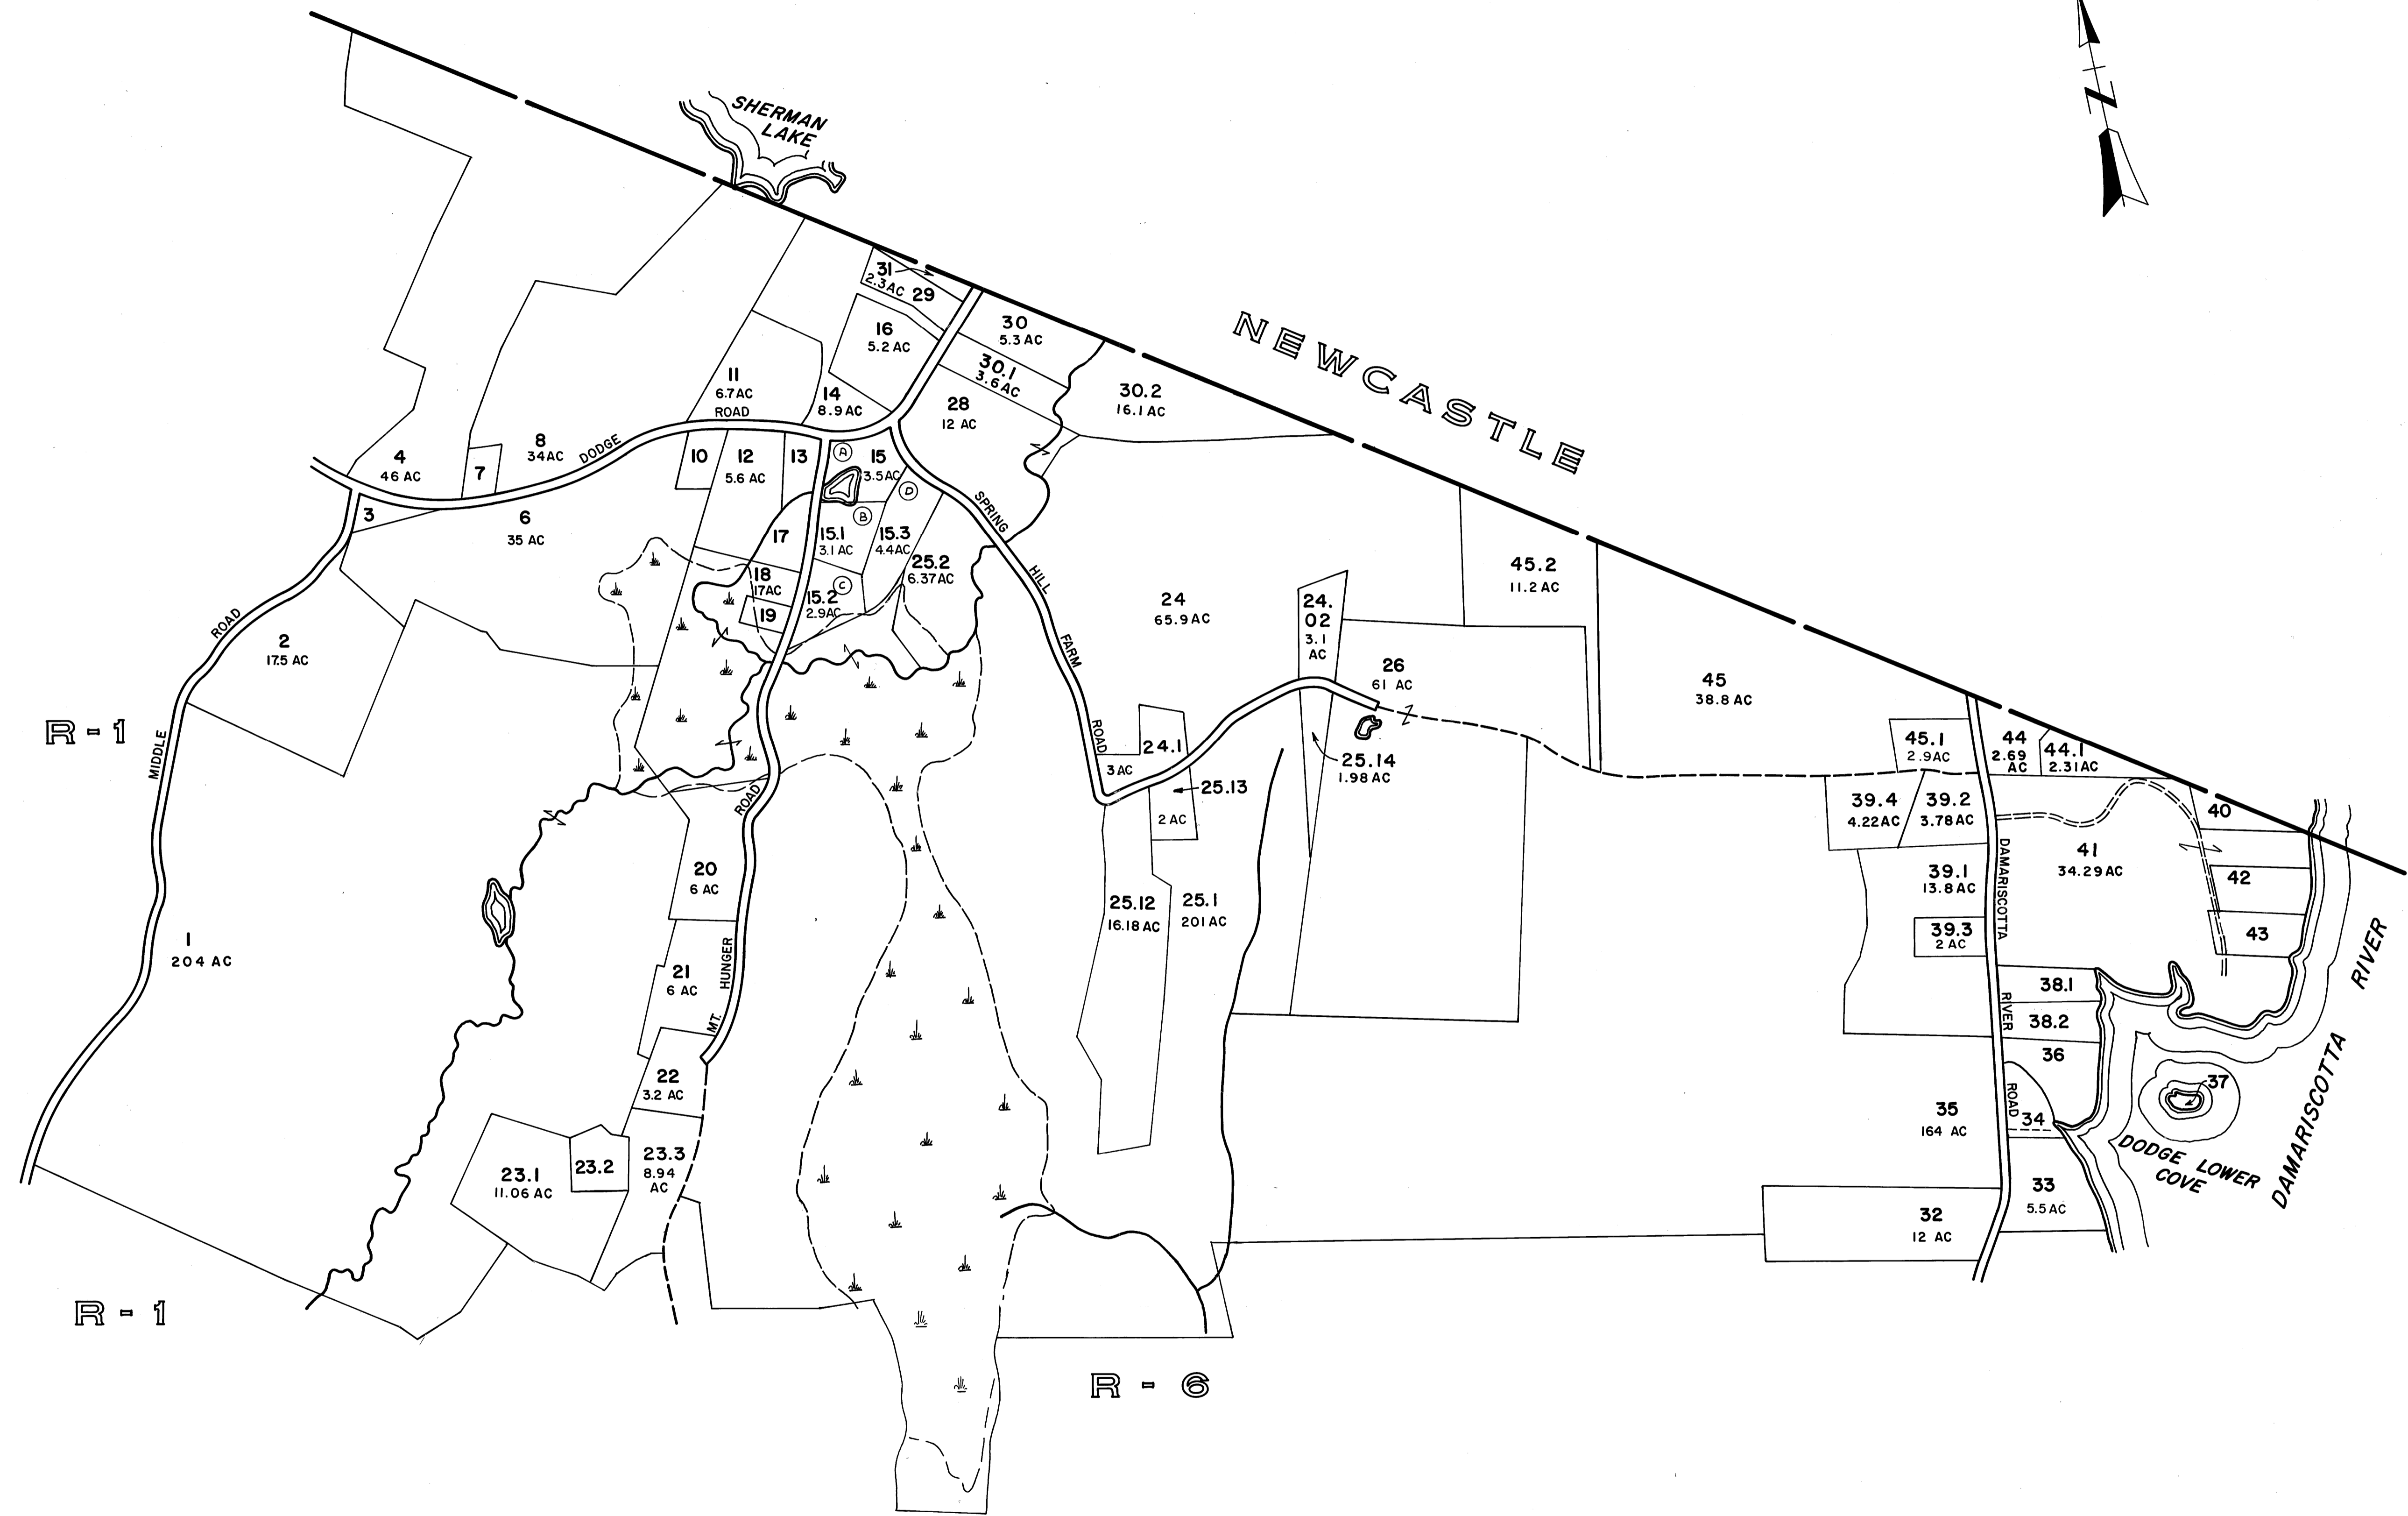 SHERMAN
LAKE
N
NEWCASTLE
31
2.3 AC
29
16
5.2 AC
30
5.3 AC
30.1
3.6 AC
30.2
16.1 AC
11
6.7 AC
ROAD
14
8.9 AC
28
12 AC
4
46 AC
7
8
34 AC
DODGE
10
12
5.6 AC
13
A
15
3.5 AC
D
3
6
35 AC
B
17
15.1
3.1 AC
15.3
4.4 AC
25.2
6.37 AC
SPRING
HILL
FARM
ROAD
18
17 AC
C
15.2
2.9 AC
19
24
65.9 AC
24.
02
3.1
AC
45.2
11.2 AC
ROAD
2
17.5 AC
26
61 AC
45
38.8 AC
R - 1
MIDDLE
24.1
3 AC
25.13
2 AC
25.14
1.98 AC
45.1
2.9 AC
44
2.69
AC
44.1
2.31 AC
ROAD
39.4
4.22 AC
39.2
3.78 AC
40
41
34.29 AC
42
43
DAMARISCOTTA
20
6 AC
39.1
13.8 AC
39.3
2 AC
25.12
16.18 AC
25.1
201 AC
1
204 AC
HUNGER
21
6 AC
MT.
38.1
RIVER
38.2
36
37
DAMARISCOTTA RIVER
22
3.2 AC
35
164 AC
ROAD
34
DODGE LOWER
COVE
23.1
11.06 AC
23.2
23.3
8.94
AC
33
5.5 AC
32
12 AC
R - 1
R - 6